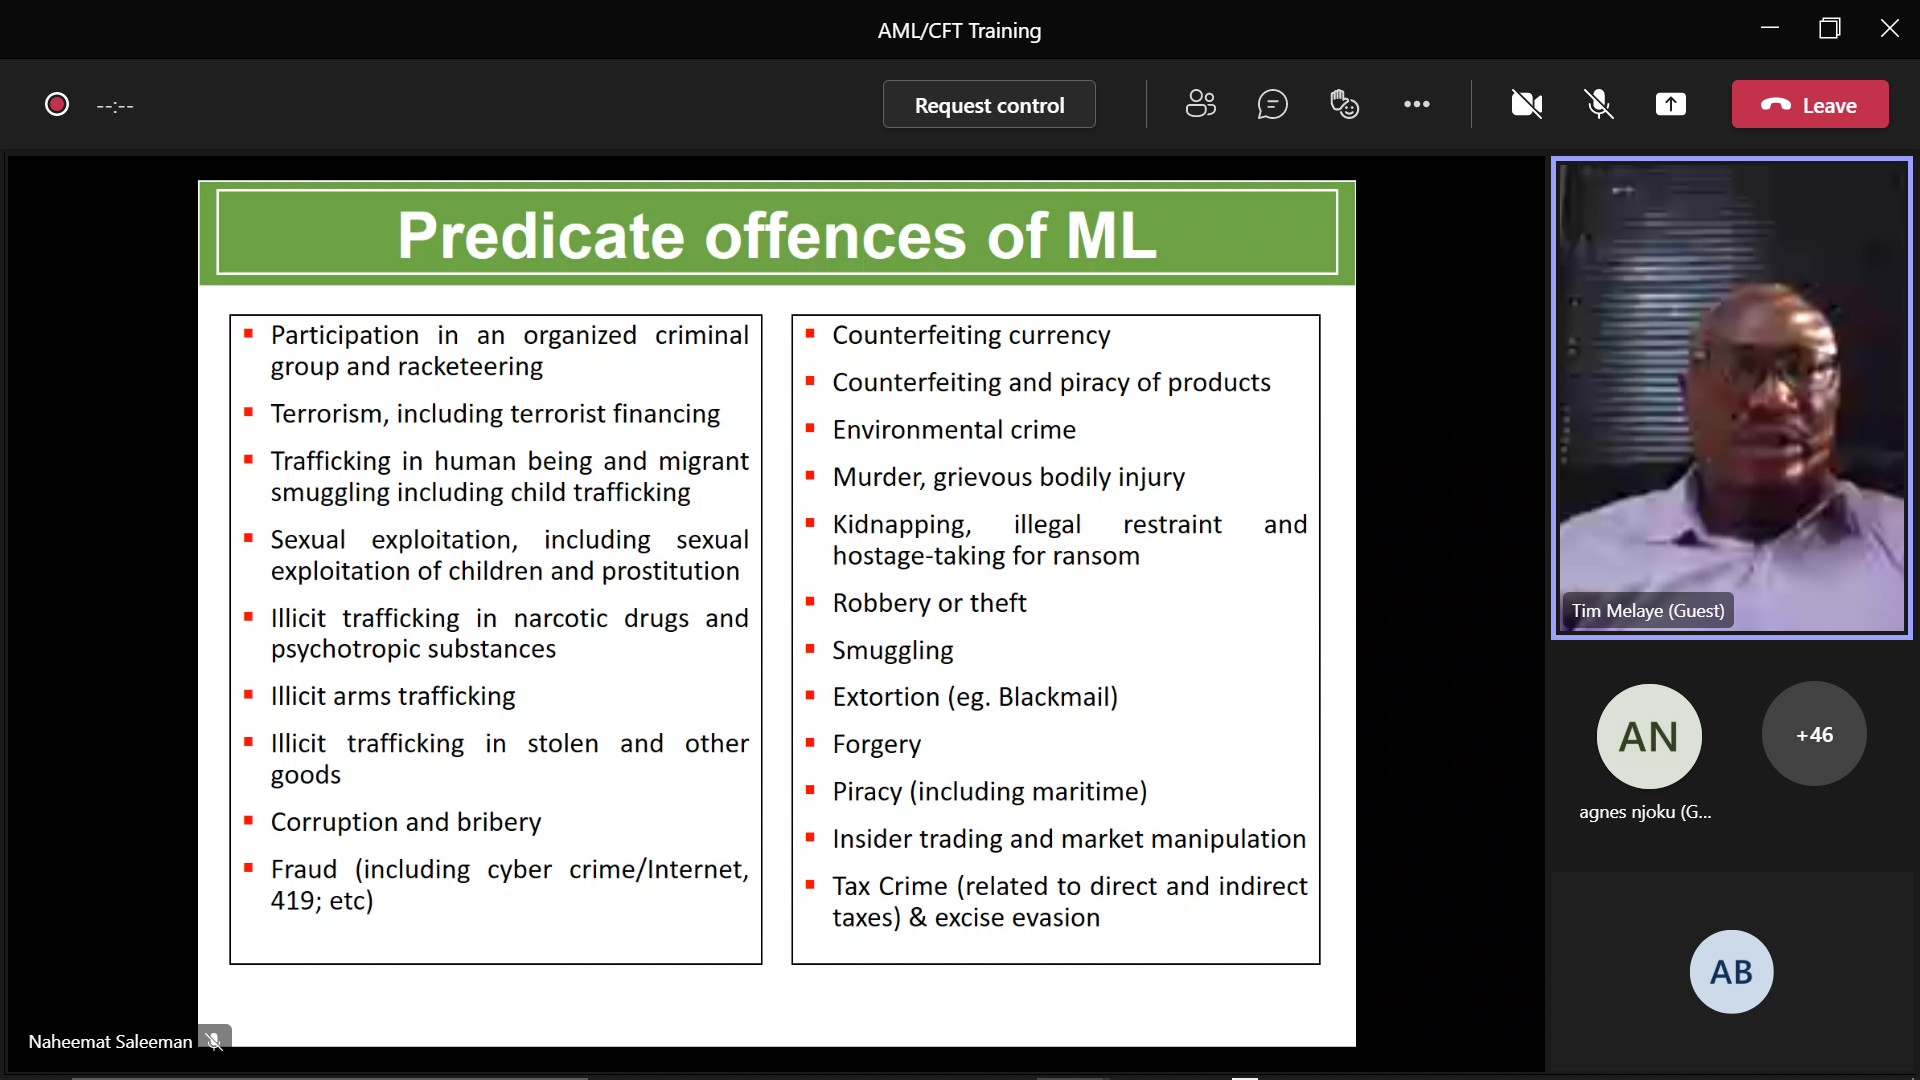 AML/CFT Training
--:--
Request control
Leave
Predicate offences of ML
Participation in an organized criminal
group and racketeering
Terrorism, including terrorist financing
Trafficking in human being and migrant
smuggling including child trafficking
Sexual exploitation, including sexual
exploitation of children and prostitution
Illicit trafficking in narcotic drugs and
psychotropic substances
Illicit arms trafficking
Illicit trafficking in stolen and other
goods
Corruption and bribery
Fraud (including cyber crime/Internet,
419; etc)
Counterfeiting currency
Counterfeiting and piracy of products
Environmental crime
Murder, grievous bodily injury
Kidnapping, illegal restraint and
hostage-taking for ransom
Robbery or theft
Smuggling
Extortion (eg. Blackmail)
Forgery
Piracy (including maritime)
Insider trading and market manipulation
Tax Crime (related to direct and indirect
taxes) & excise evasion
Naheemat Saleeman
Tim Melaye (Guest)
AN
+46
agnes njoku (G...
AB